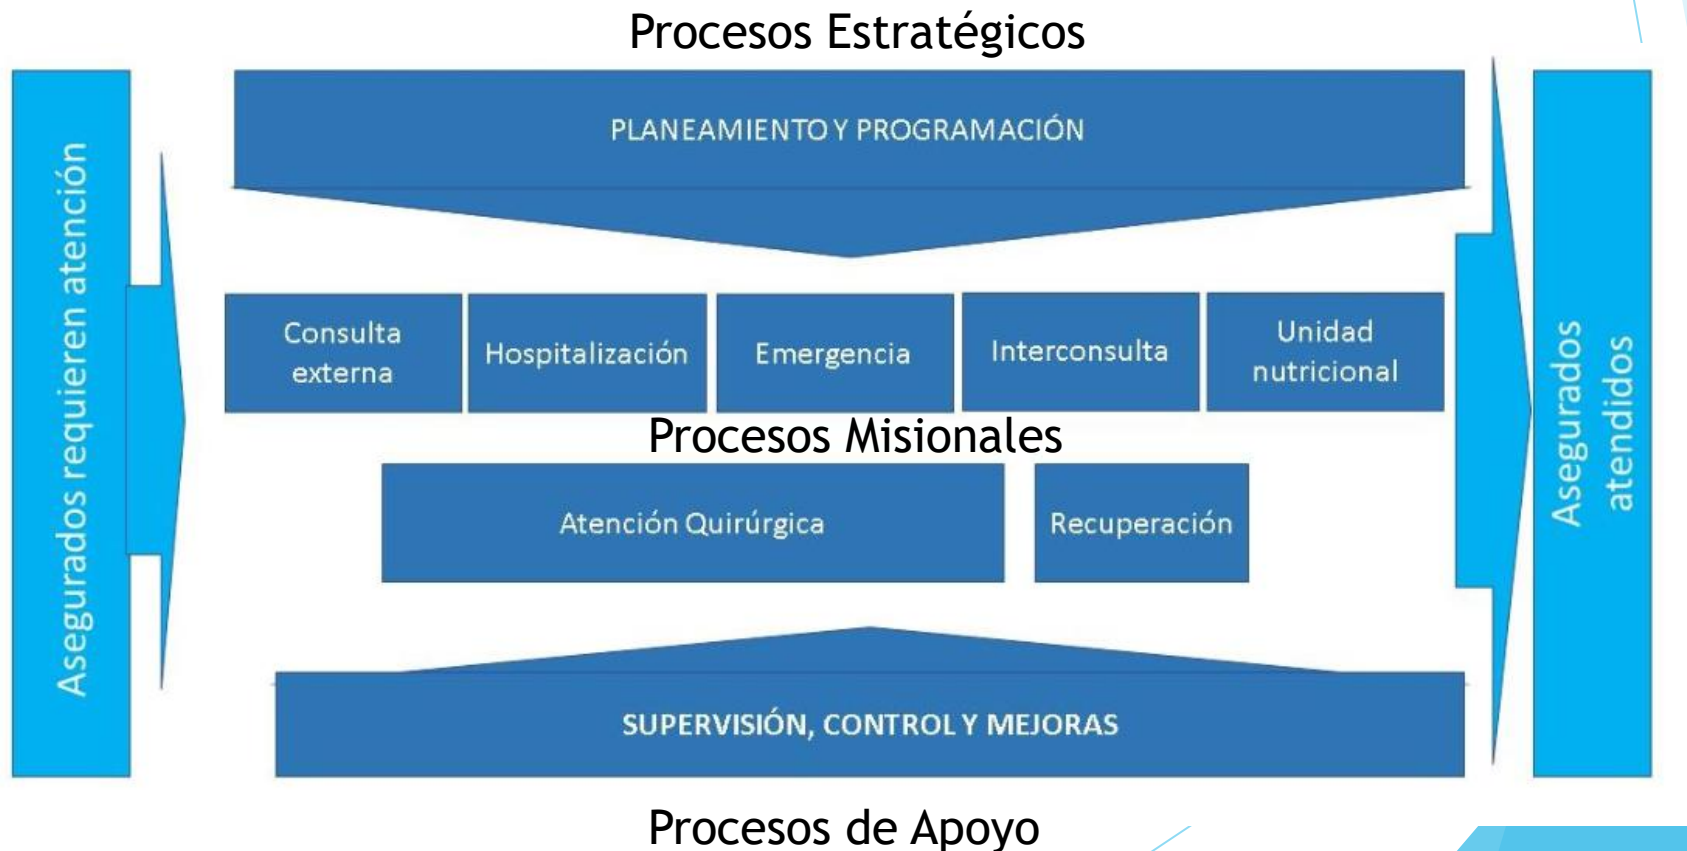 Procesos Estratégicos
PLANEAMIENTO Y PROGRAMACIÓN
Asegurados requieren atención
Consulta
externa
Hospitalización
Emergencia
Interconsulta
Unidad
nutricional
Procesos Misionales
Atención Quirúrgica
Recuperación
SUPERVISIÓN, CONTROL Y MEJORAS
Asegurados
atendidos
Procesos de Apoyo